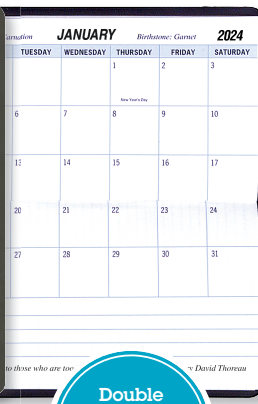 arnation JANUARY Birthstone: Garnet 2024
TUESDAY WEDNESDAY THURSDAY FRIDAY SATURDAY
1 2 3
New Year's Day
6 7 8 9 10
13 14 15 16 17
20 21 22 23 24
27 28 29 30 31
to those who are too y David Thoreau
Double